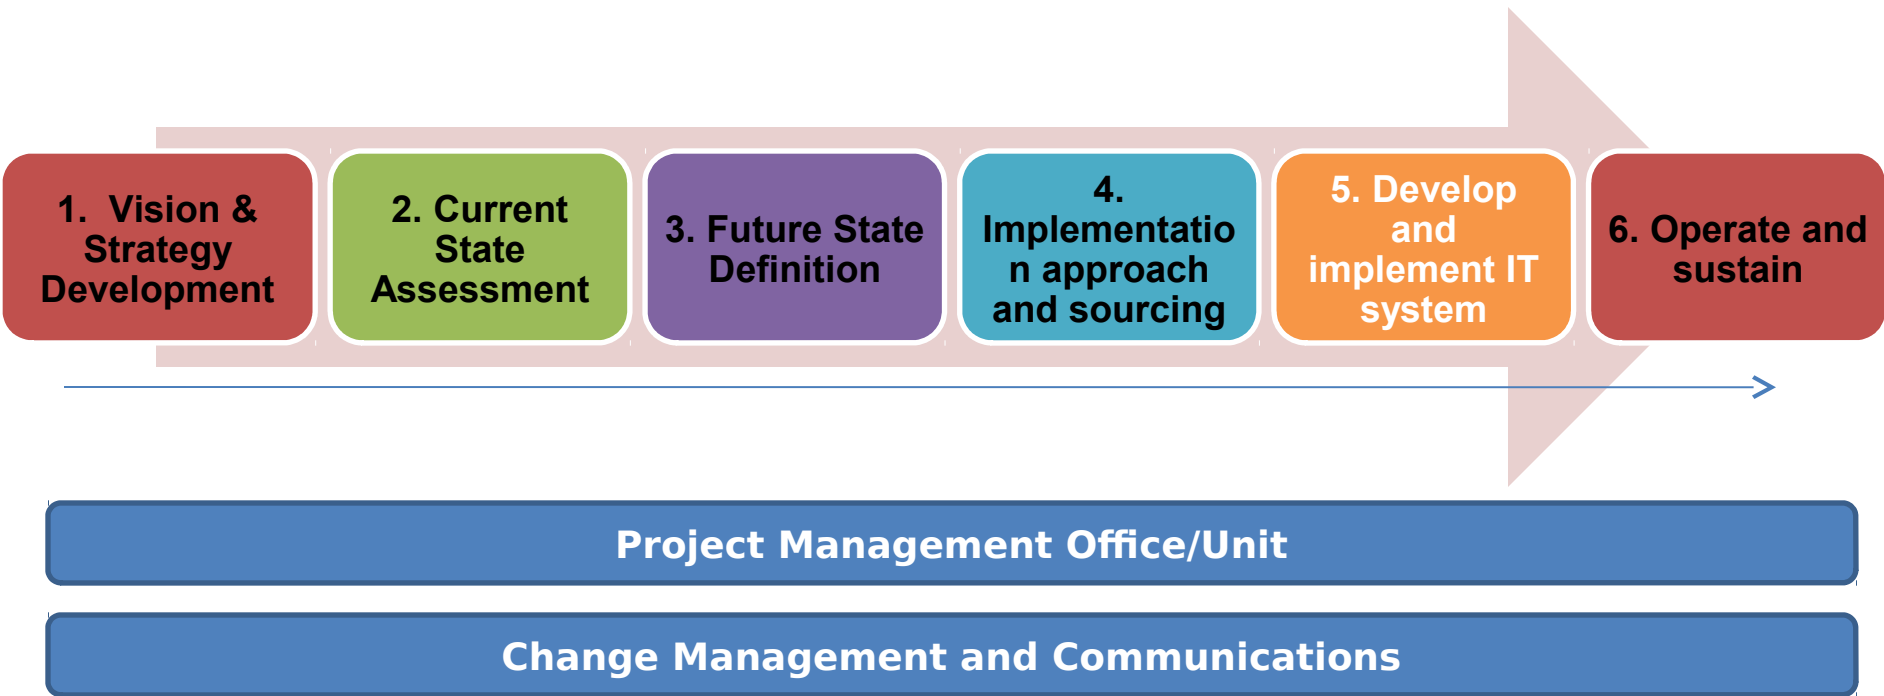 1.  Vision &
Strategy
Development
2. Current
State
Assessment
3. Future State
Definition
4.
Implementatio
n approach
and sourcing
5. Develop
and
implement IT
system
6. Operate and
sustain
Project Management Office/Unit
Change Management and Communications